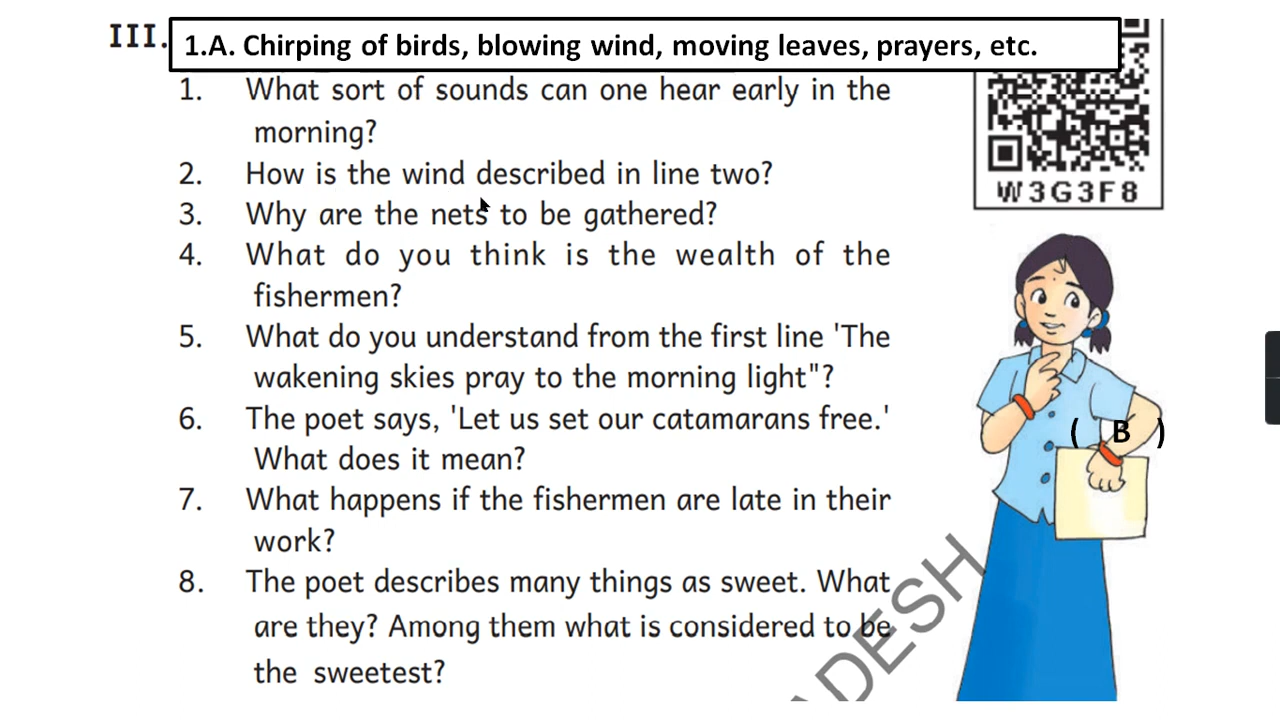 III.
1.A. Chirping of birds, blowing wind, moving leaves, prayers, etc.
1. What sort of sounds can one hear early in the
morning?
2. How is the wind described in line two?
3. Why are the nets to be gathered?
4. What do you think is the wealth of the
fishermen?
5. What do you understand from the first line 'The
wakening skies pray to the morning light"?
6. The poet says, 'Let us set our catamarans free.'
What does it mean?
7. What happens if the fishermen are late in their
work?
8. The poet describes many things as sweet. What
are they? Among them what is considered to be
the sweetest?
W3G3F8
( B )
ADESH